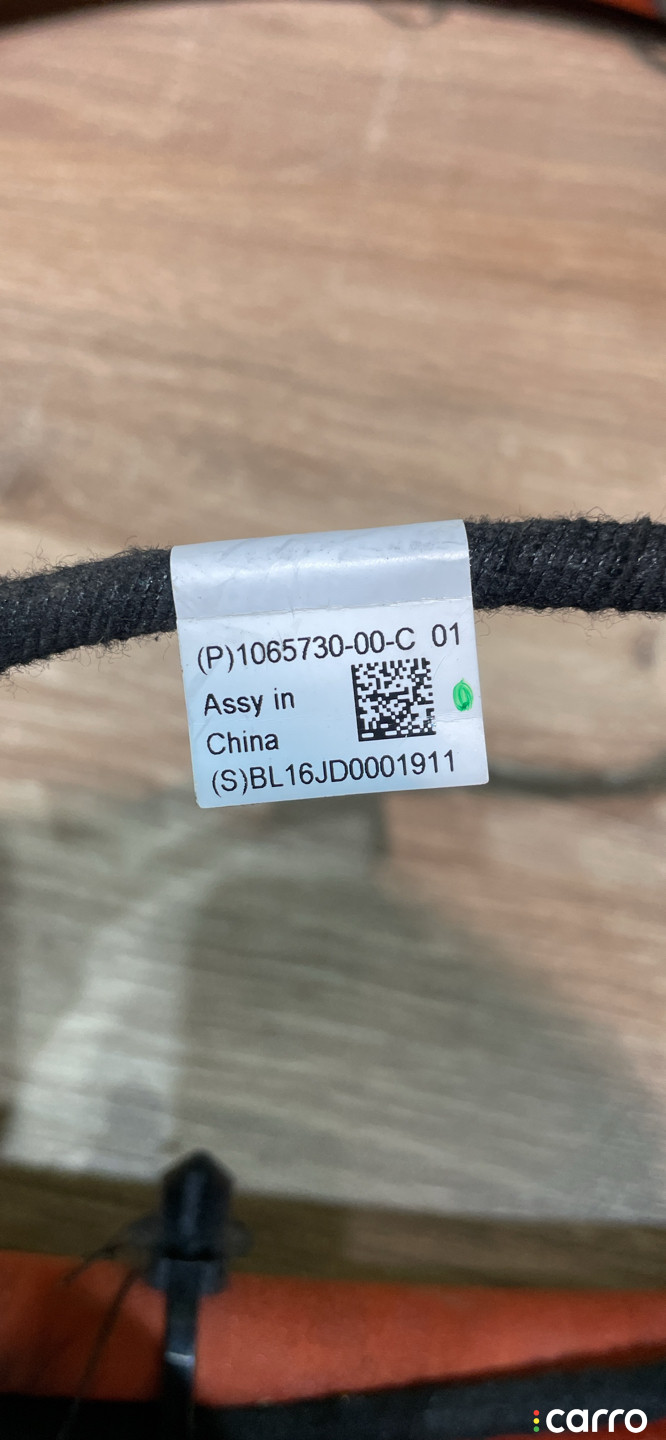 (P)1065730-00-C 01
Assy in
China
(S)BL16JD0001911
carro